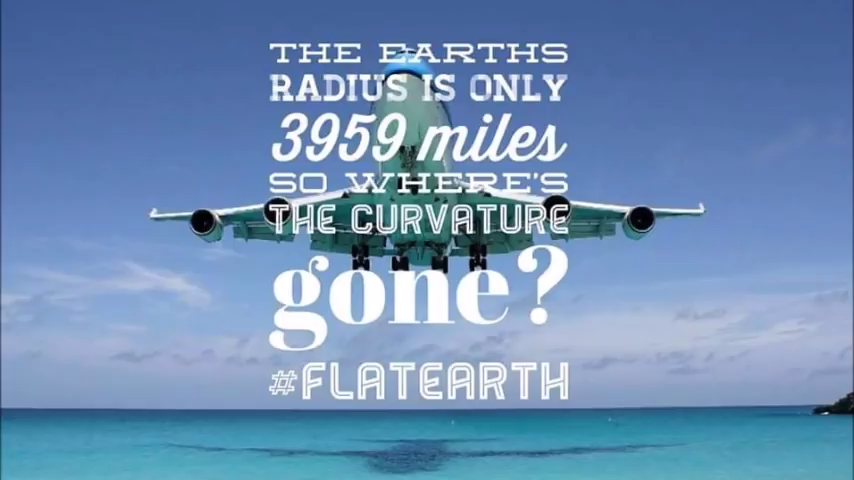 THE EARTHS
RADIUS IS ONLY
3959 miles
SO WHERE'S
THE CURVATURE
gone?
#FLATEARTH